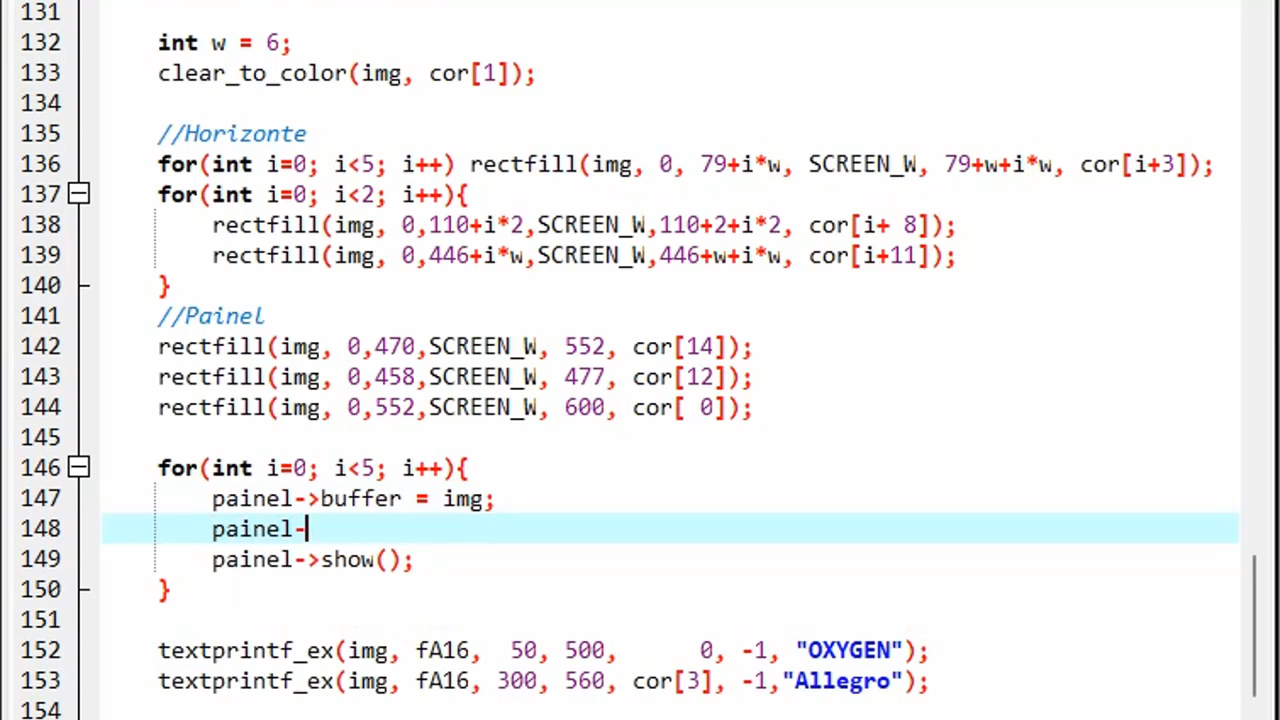 131
132 int w = 6;
133 clear_to_color(img, cor[1]);
134
135 //Horizonte
136 for(int i=0; i<5; i++) rectfill(img, 0, 79+i*w, SCREEN_W, 79+w+i*w, cor[i+3]);
137 for(int i=0; i<2; i++){
138 rectfill(img, 0,110+i*2,SCREEN_W,110+2+i*2, cor[i+ 8]);
139 rectfill(img, 0,446+i*w,SCREEN_W,446+w+i*w, cor[i+11]);
140 }
141 //Painel
142 rectfill(img, 0,470,SCREEN_W, 552, cor[14]);
143 rectfill(img, 0,458,SCREEN_W, 477, cor[12]);
144 rectfill(img, 0,552,SCREEN_W, 600, cor[ 0]);
145
146 for(int i=0; i<5; i++){
147 painel->buffer = img;
148 painel-
149 painel->show();
150 }
151
152 textprintf_ex(img, fA16, 50, 500, 0, -1, "OXYGEN");
153 textprintf_ex(img, fA16, 300, 560, cor[3], -1,"Allegro");
154